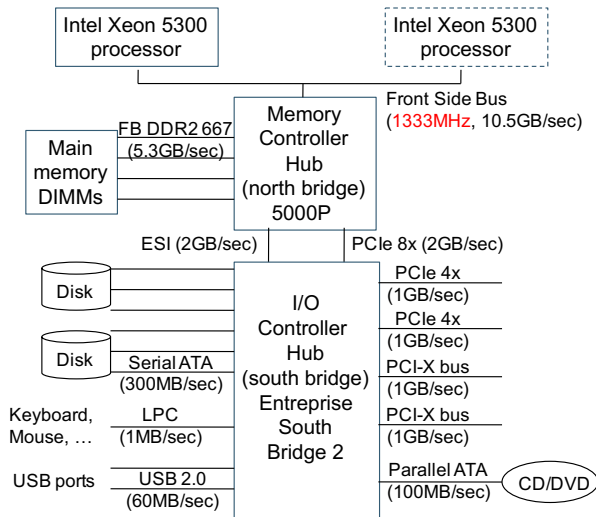 Intel Xeon 5300
processor
Intel Xeon 5300
processor
Front Side Bus
(1333MHz, 10.5GB/sec)
Memory
Controller
Hub
(north bridge)
5000P
FB DDR2 667
(5.3GB/sec)
Main
memory
DIMMs
ESI (2GB/sec)
PCIe 8x (2GB/sec)
Disk
Disk
Serial ATA
(300MB/sec)
Keyboard,
Mouse, …
LPC
(1MB/sec)
USB ports
USB 2.0
(60MB/sec)
I/O
Controller
Hub
(south bridge)
Entreprise
South
Bridge 2
PCIe 4x
(1GB/sec)
PCIe 4x
(1GB/sec)
PCI-X bus
(1GB/sec)
PCI-X bus
(1GB/sec)
Parallel ATA
(100MB/sec)
CD/DVD